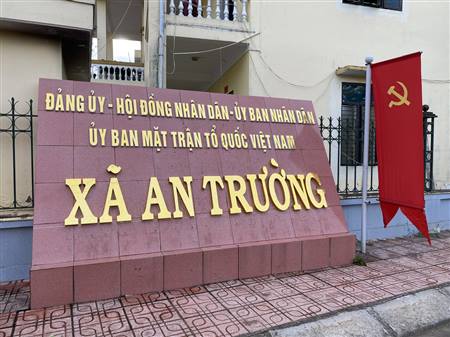 ĐẢNG ỦY - HỘI ĐỒNG NHÂN DÂN - ỦY BAN NHÂN DÂN
ỦY BAN MẶT TRẬN TỔ QUỐC VIỆT NAM
XÃ AN TRƯỜNG